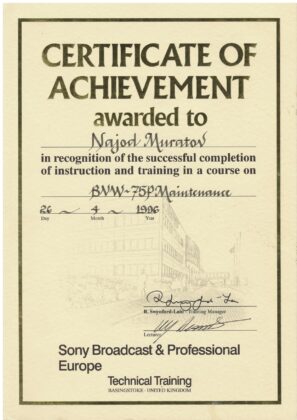 CERTIFICATE OF
ACHIEVEMENT
awarded to
Najod Muratov
in recognition of the successful completion
of instruction and training in a course on
BVW-75P Maintenance
26 ~ 4 ~ 1996
Day Month Year
Training Manager
Lecturer
Sony Broadcast & Professional
Europe
Technical Training
BASINGSTOKE · UNITED KINGDOM